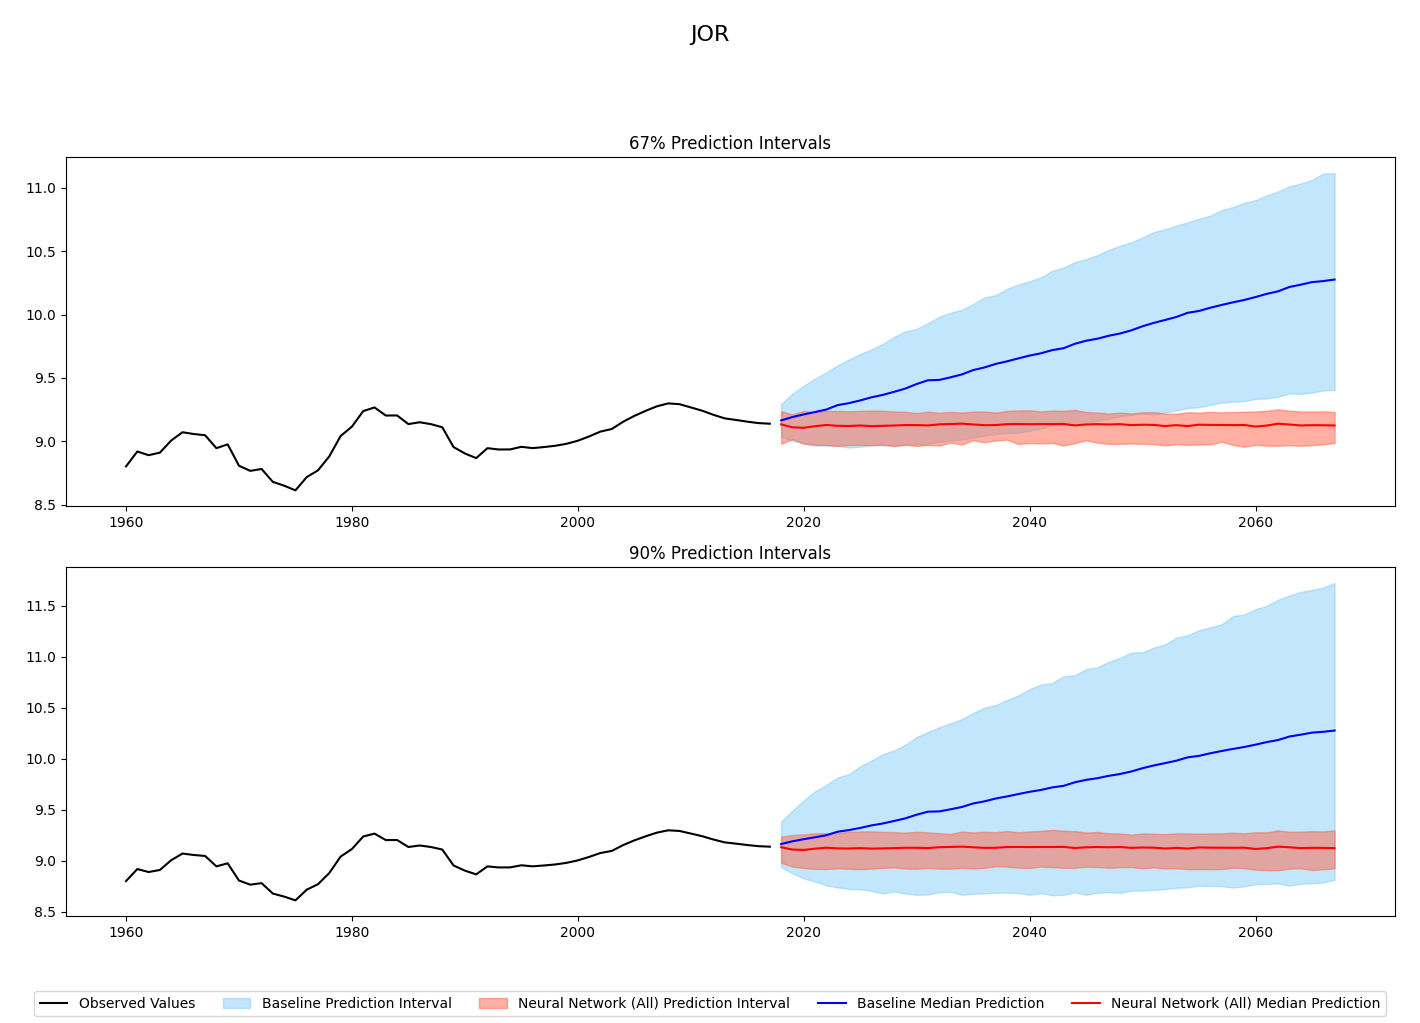 JOR
67% Prediction Intervals
11.0
10.5
10.0
9.5
9.0
8.5
1960 1980 2000 2020 2040 2060
90% Prediction Intervals
11.5
11.0
10.5
10.0
9.5
9.0
8.5
1960 1980 2000 2020 2040 2060
Observed Values Baseline Prediction Interval Neural Network (All) Prediction Interval Baseline Median Prediction Neural Network (All) Median Prediction